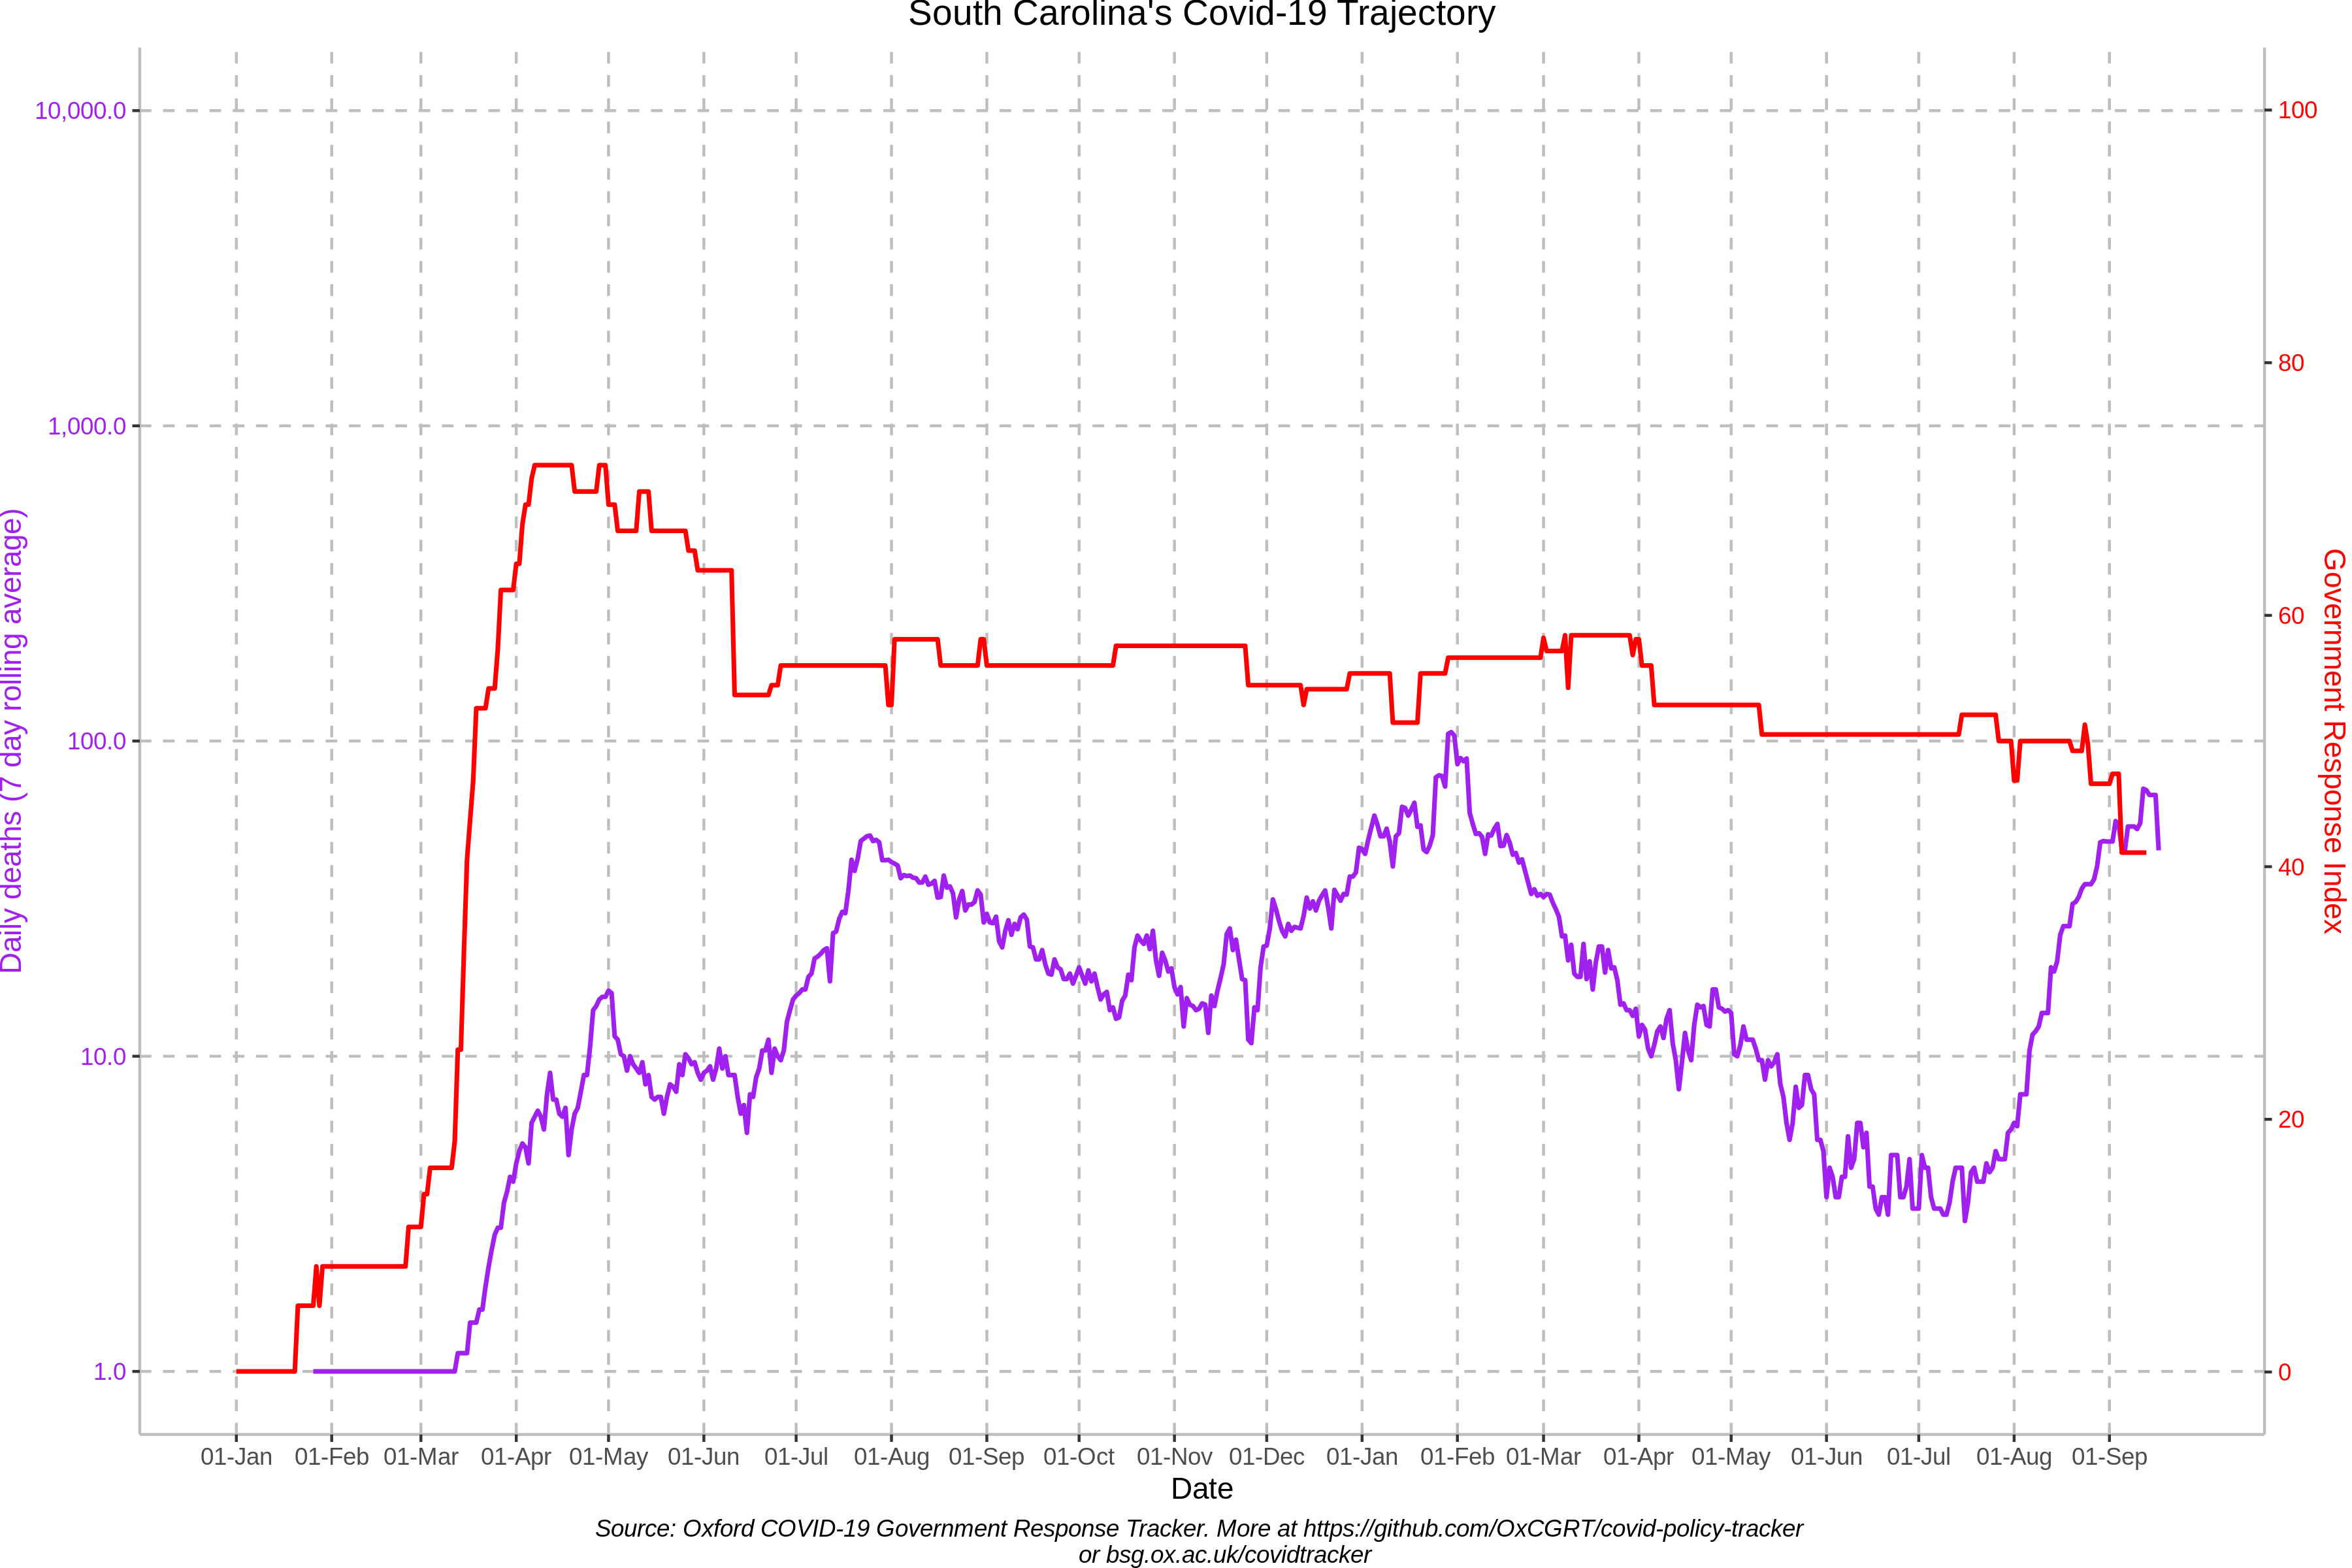 South Carolina's Covid-19 Trajectory
10,000.0
1,000.0
100.0
10.0
1.0
Daily deaths (7 day rolling average)
100
80
60
40
20
0
Government Response Index
01-Jan 01-Feb 01-Mar 01-Apr 01-May 01-Jun 01-Jul 01-Aug 01-Sep 01-Oct 01-Nov 01-Dec 01-Jan 01-Feb 01-Mar 01-Apr 01-May 01-Jun 01-Jul 01-Aug 01-Sep
Date
Source: Oxford COVID-19 Government Response Tracker. More at https://github.com/OxCGRT/covid-policy-tracker
or bsg.ox.ac.uk/covidtracker